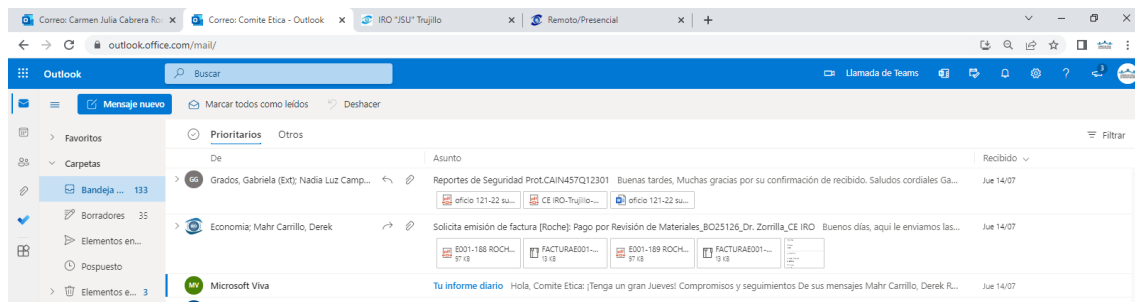 Correo: Carmen Julia Cabrera Ro
Correo: Comite Etica - Outlook
IRO "JSU" Trujillo
Remoto/Presencial
outlook.office.com/mail/
Outlook
Buscar
Llamada de Teams
3
Mensaje nuevo
Marcar todos como leídos
Deshacer
Favoritos
Prioritarios Otros
Filtrar
Carpetas
De Asunto Recibido
GG Grados, Gabriela (Ext); Nadia Luz Camp... Reportes de Seguridad Prot.CAIN457Q12301 Buenas tardes, Muchas gracias por su confirmación de recibido. Saludos cordiales Ga... Jue 14/07
Bandeja ... 133
oficio 121-22 su... CE IRO-Trujillo-... oficio 121-22 su...
Borradores 35
Economia; Mahr Carrillo, Derek Solicita emisión de factura [Roche]: Pago por Revisión de Materiales_BO25126_Dr. Zorrilla_CE IRO Buenos días, aqui le enviamos las... Jue 14/07
Elementos en...
E001-188 ROCH... FACTURAE001-... E001-189 ROCH... FACTURAE001-...
97 KB 13 KB 97 KB 13 KB
Pospuesto
Elementos e... 3
MV Microsoft Viva Tu informe diario Hola, Comite Etica: ¡Tenga un gran Jueves! Compromisos y seguimientos De sus mensajes Mahr Carrillo, Derek R... Jue 14/07